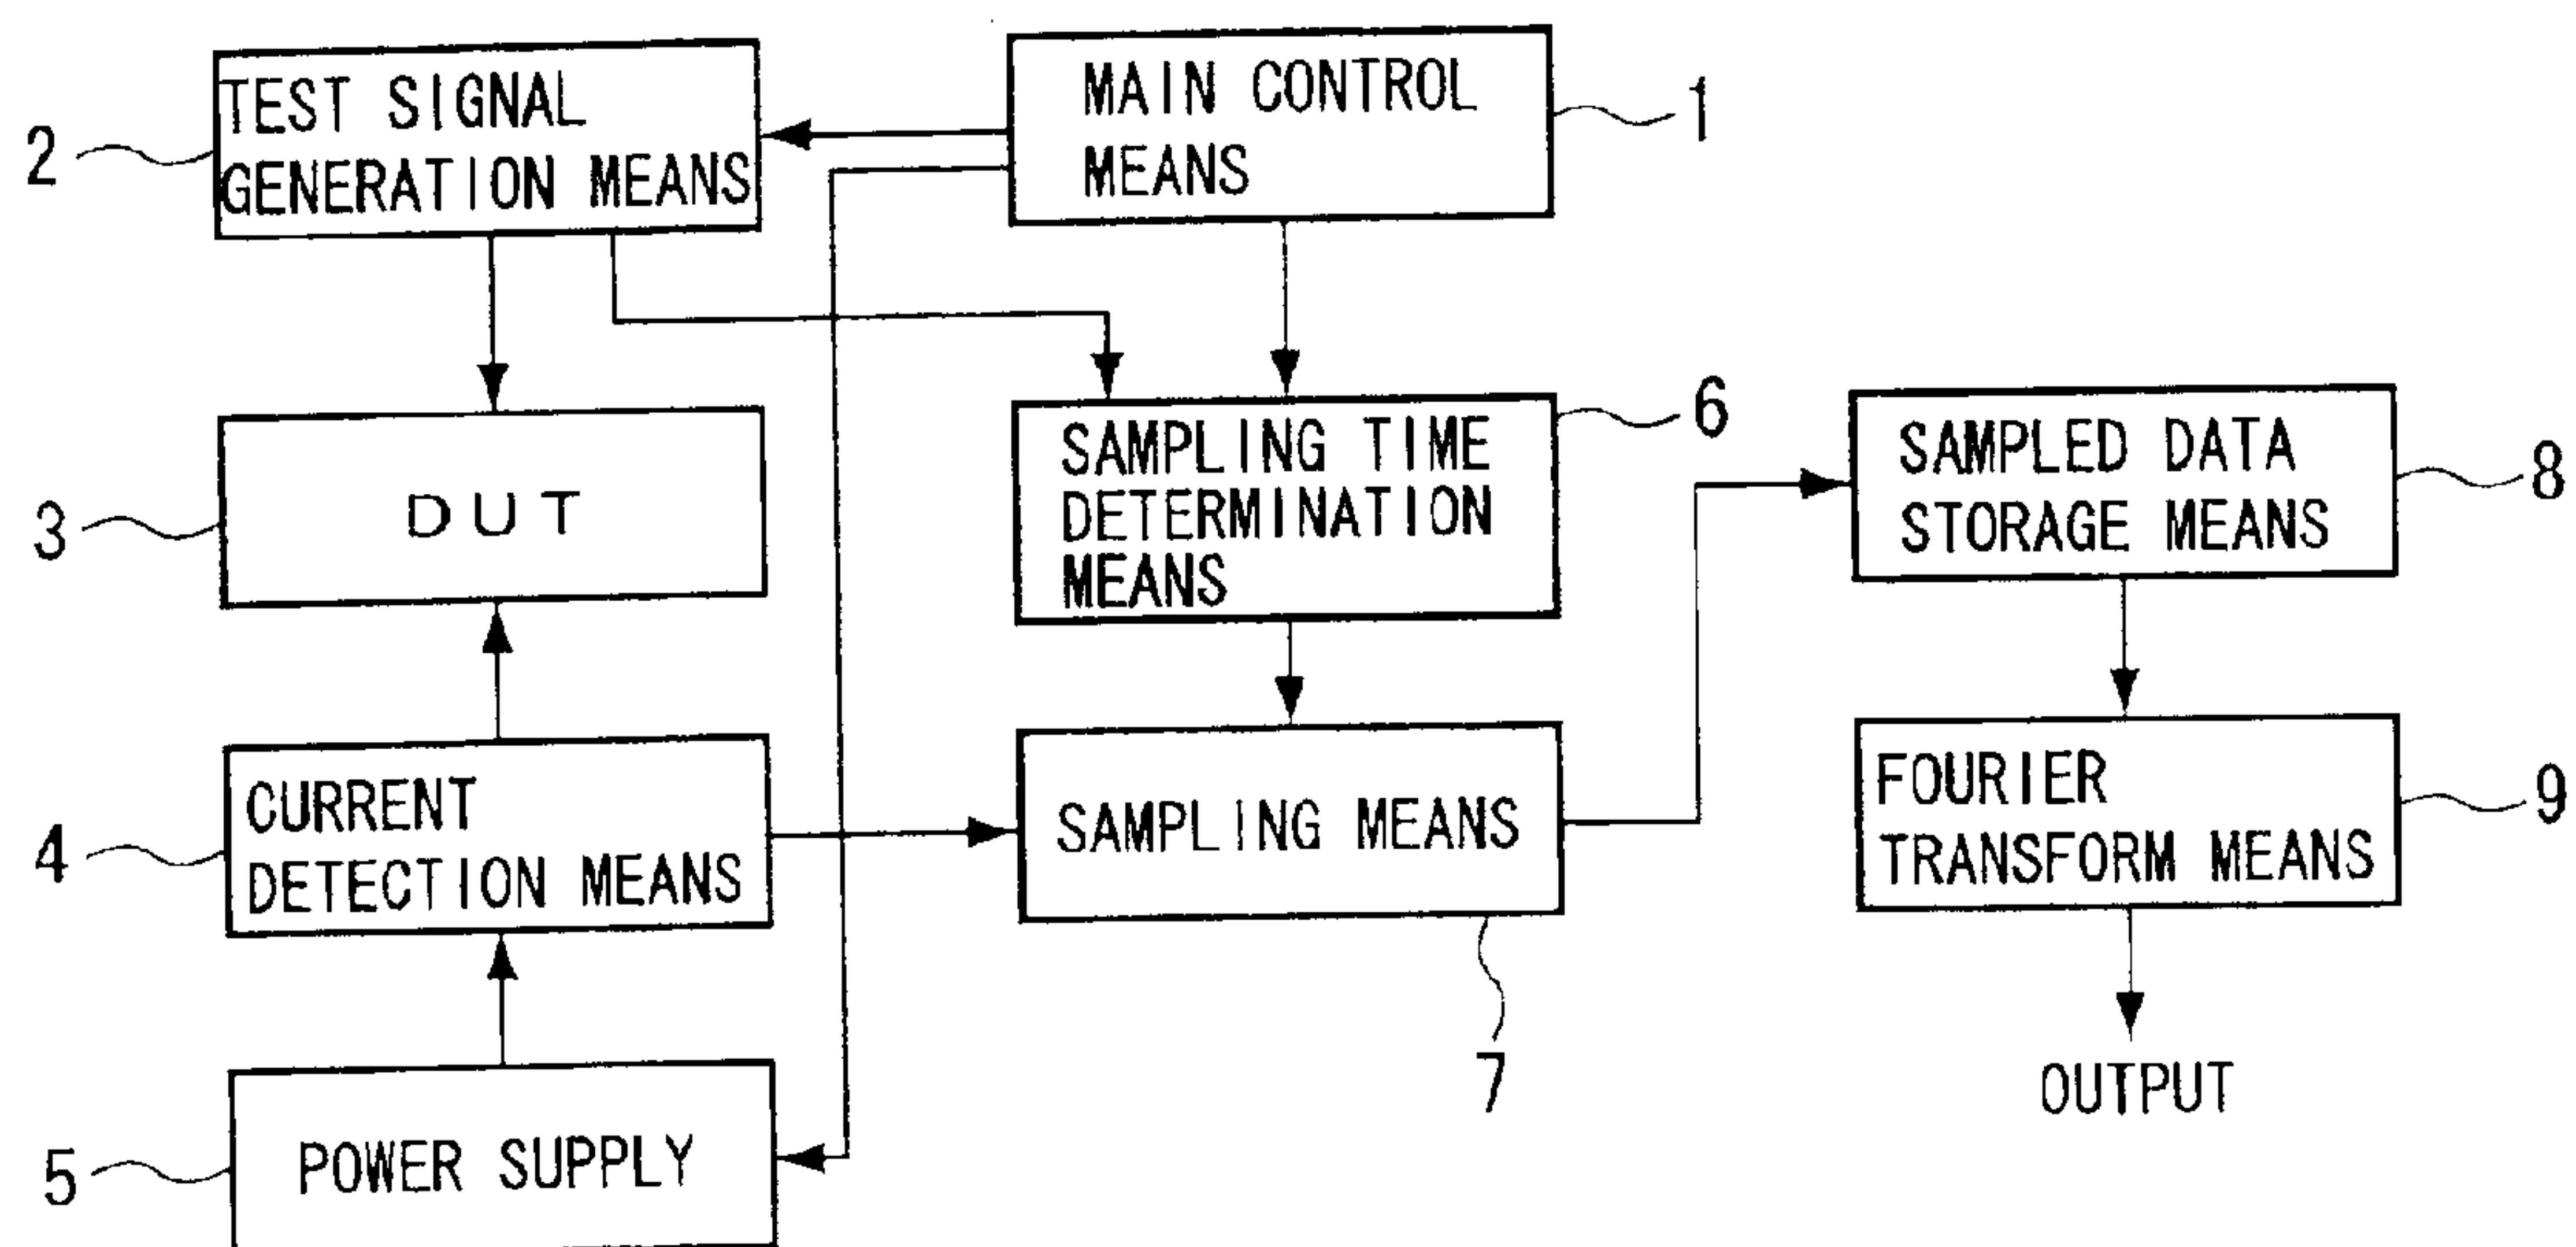 TEST SIGNAL
GENERATION MEANS
2
MAIN CONTROL
MEANS
1
DUT
3
SAMPLING TIME
DETERMINATION
MEANS
6
SAMPLED DATA
STORAGE MEANS
8
CURRENT
DETECTION MEANS
4
SAMPLING MEANS
7
FOURIER
TRANSFORM MEANS
9
POWER SUPPLY
5
OUTPUT